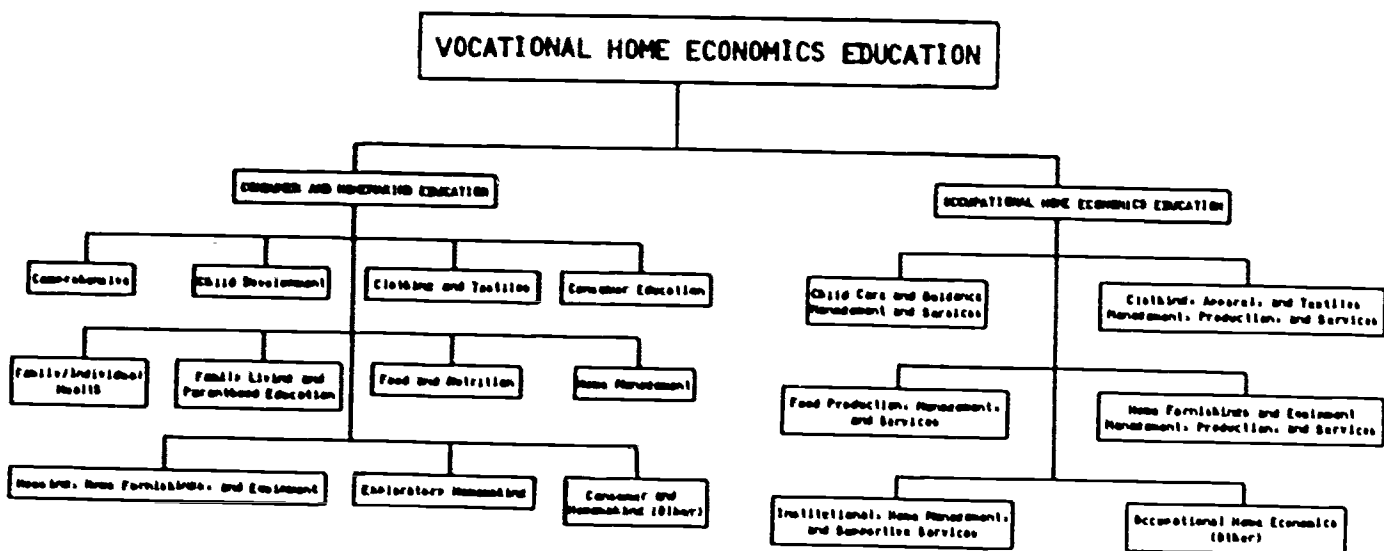 VOCATIONAL HOME ECONOMICS EDUCATION
CONSUMER AND HOMEMAKING EDUCATION
OCCUPATIONAL HOME ECONOMICS EDUCATION
Comprehensive
Child Development
Clothing and Textiles
Consumer Education
Child Care and Guidance
Management and Services
Clothing, Apparel, and Textiles
Management, Production, and Services
Family/Individual
Health
Family Living and
Parenthood Education
Food and Nutrition
Home Management
Food Production, Management,
and Services
Home Furnishings and Equipment
Management, Production, and Services
Housing, Home Furnishings, and Equipment
Exploratory Homemaking
Consumer and
Homemaking (Other)
Institutional, Home Management,
and Supportive Services
Occupational Home Economics
(Other)